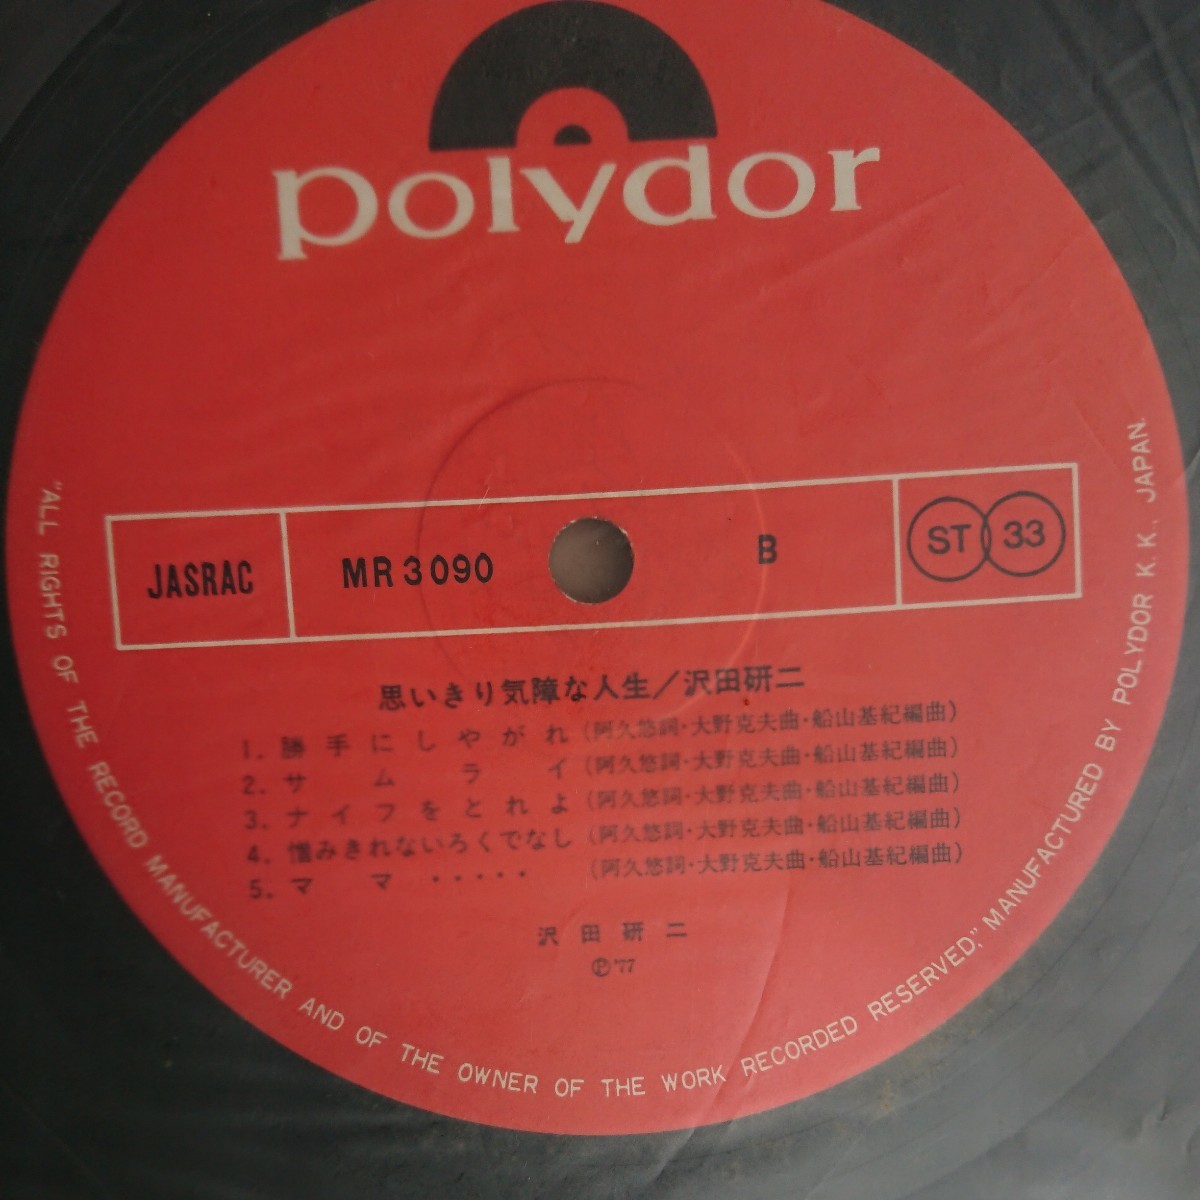 polydor
JASRAC MR3090 B ST 33
思いきり気障な人生／沢田研二
1. 勝手にしやがれ (阿久悠詞・大野克夫曲・船山基紀編曲)
2. サムライ (阿久悠詞・大野克夫曲・船山基紀編曲)
3. ナイフをとれよ (阿久悠詞・大野克夫曲・船山基紀編曲)
4. 憎みきれないろくでなし (阿久悠詞・大野克夫曲・船山基紀編曲)
5. ママ・・・・・ (阿久悠詞・大野克夫曲・船山基紀編曲)
沢田研二
Ⓟ '77
"ALL RIGHTS OF THE RECORD MANUFACTURER AND OF THE OWNER OF THE WORK RECORDED RESERVED," MANUFACTURED BY POLYDOR K.K., JAPAN.